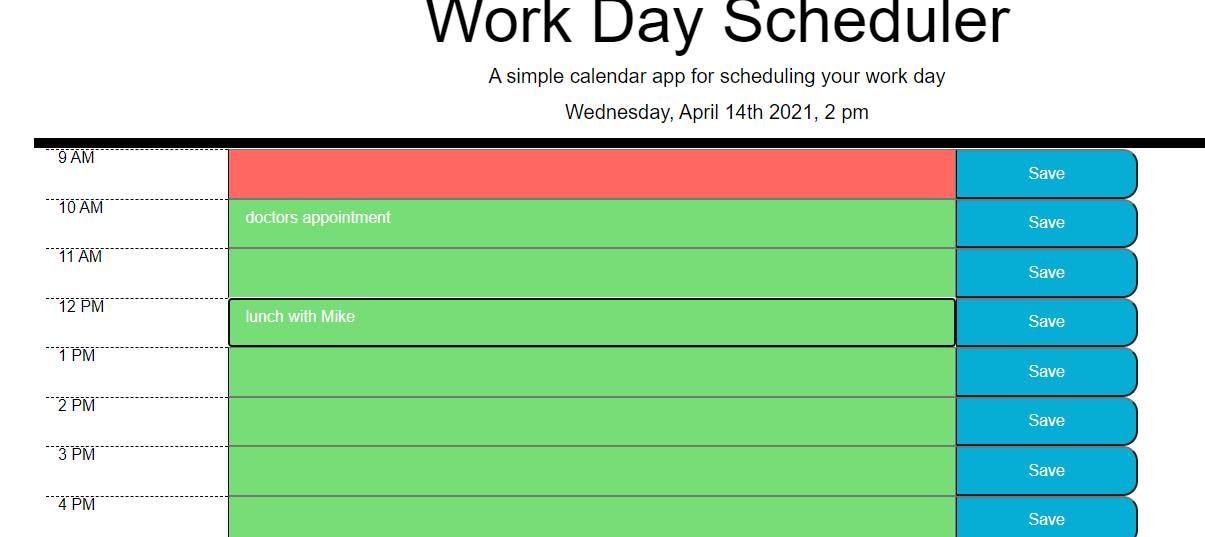 Work Day Scheduler
A simple calendar app for scheduling your work day
Wednesday, April 14th 2021, 2 pm
9 AM
Save
10 AM
doctors appointment
Save
11 AM
Save
12 PM
lunch with Mike
Save
1 PM
Save
2 PM
Save
3 PM
Save
4 PM
Save